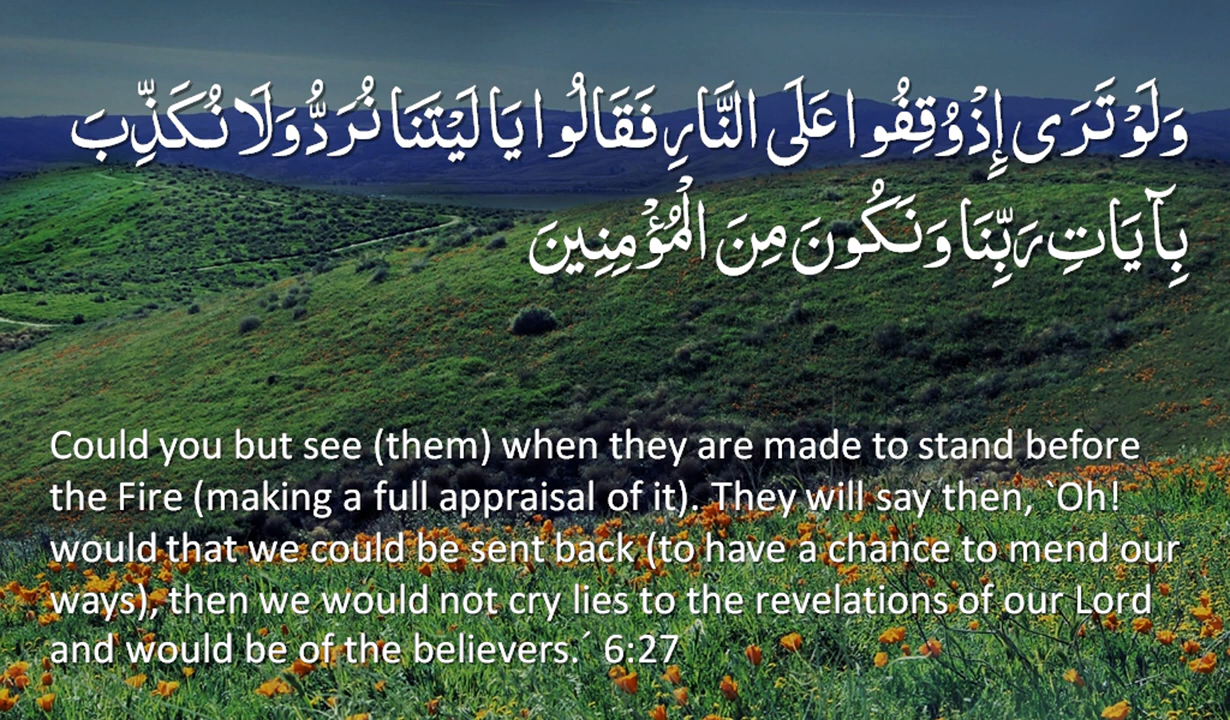 وَلَوْ تَرَى إِذْ وُقِفُوا عَلَى النَّارِ فَقَالُوا يَا لَيْتَنَا نُرَدُّ وَلَا نُكَذِّبَ
بِآيَاتِ رَبِّنَا وَنَكُونَ مِنَ الْمُؤْمِنِينَ
Could you but see (them) when they are made to stand before
the Fire (making a full appraisal of it). They will say then, `Oh!
would that we could be sent back (to have a chance to mend our
ways), then we would not cry lies to the revelations of our Lord
and would be of the believers.´ 6:27